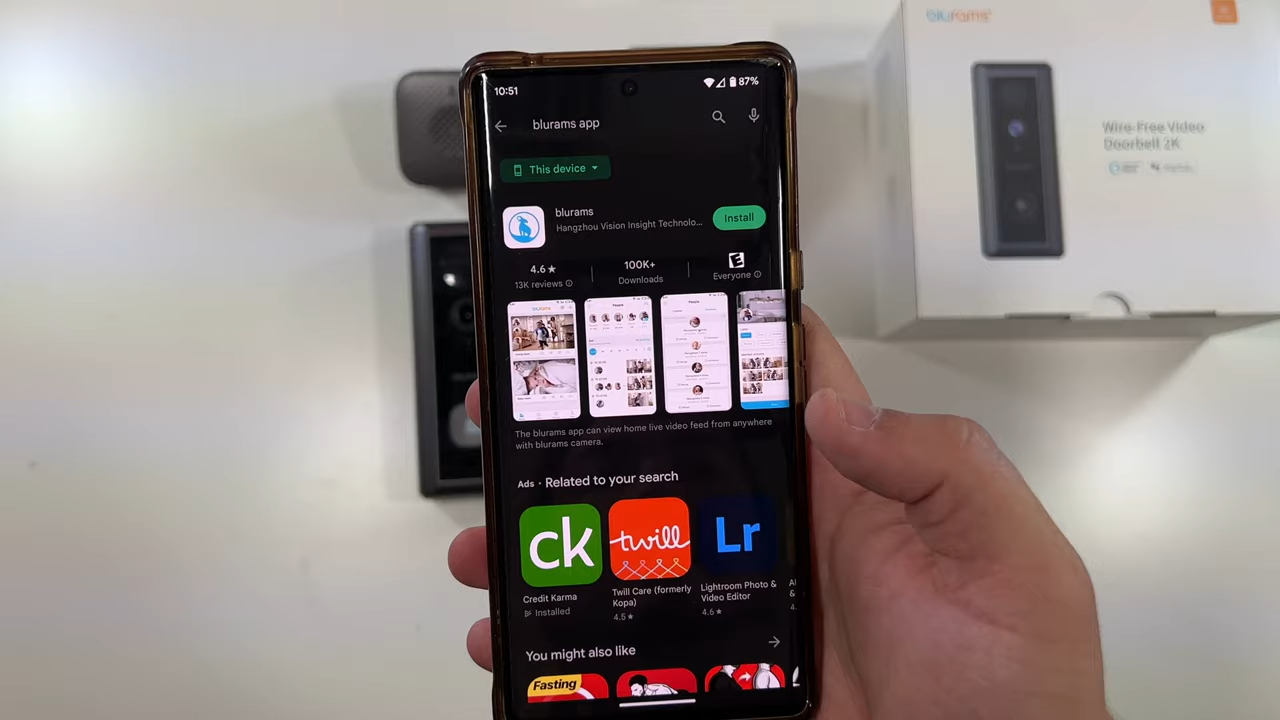 blurams
Wire-Free Video
Doorbell 2K
10:51
87%
blurams app
This device
blurams
Hangzhou Vision Insight Technolo...
Install
4.6★
13K reviews
100K+
Downloads
E
Everyone
The blurams app can view home live video feed from anywhere
with blurams camera.
Ads · Related to your search
ck
twill
Lr
Credit Karma
Installed
Twill Care (formerly
Kopa)
4.5★
Lightroom Photo &
Video Editor
4.6★
You might also like
Fasting